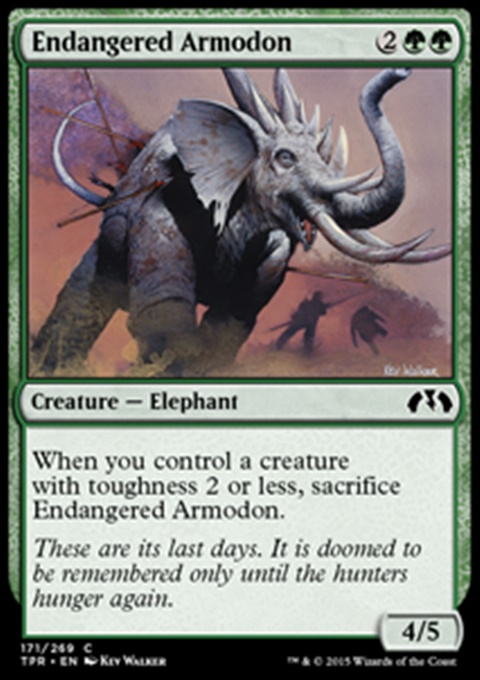 Endangered Armodon 2
Kev Walker
Creature — Elephant
When you control a creature
with toughness 2 or less, sacrifice
Endangered Armodon.
These are its last days. It is doomed to
be remembered only until the hunters
hunger again.
4/5
171/269 C
TPR • EN Kev Walker
™ & © 2015 Wizards of the Coast